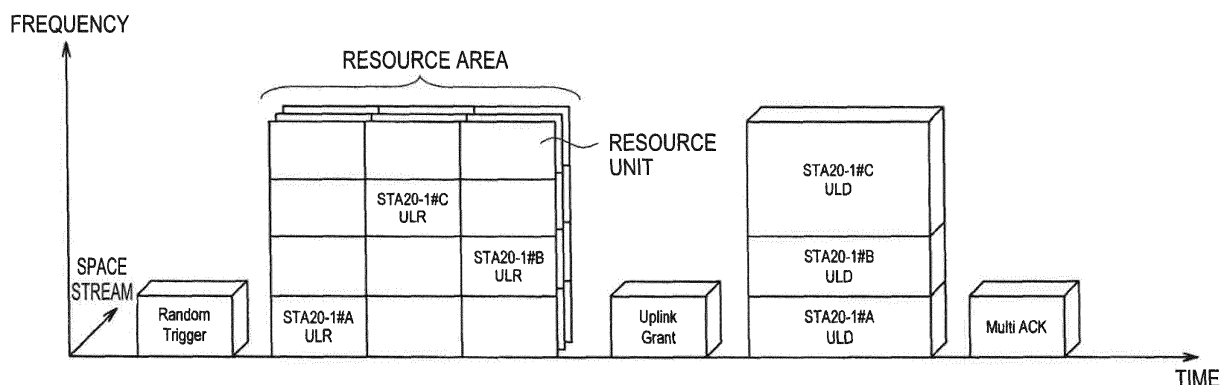 FREQUENCY
RESOURCE AREA
RESOURCE
UNIT
STA20-1#C
ULR
STA20-1#C
ULD
STA20-1#B
ULR
STA20-1#B
ULD
SPACE
STREAM
Random
Trigger
STA20-1#A
ULR
Uplink
Grant
STA20-1#A
ULD
Multi ACK
TIME